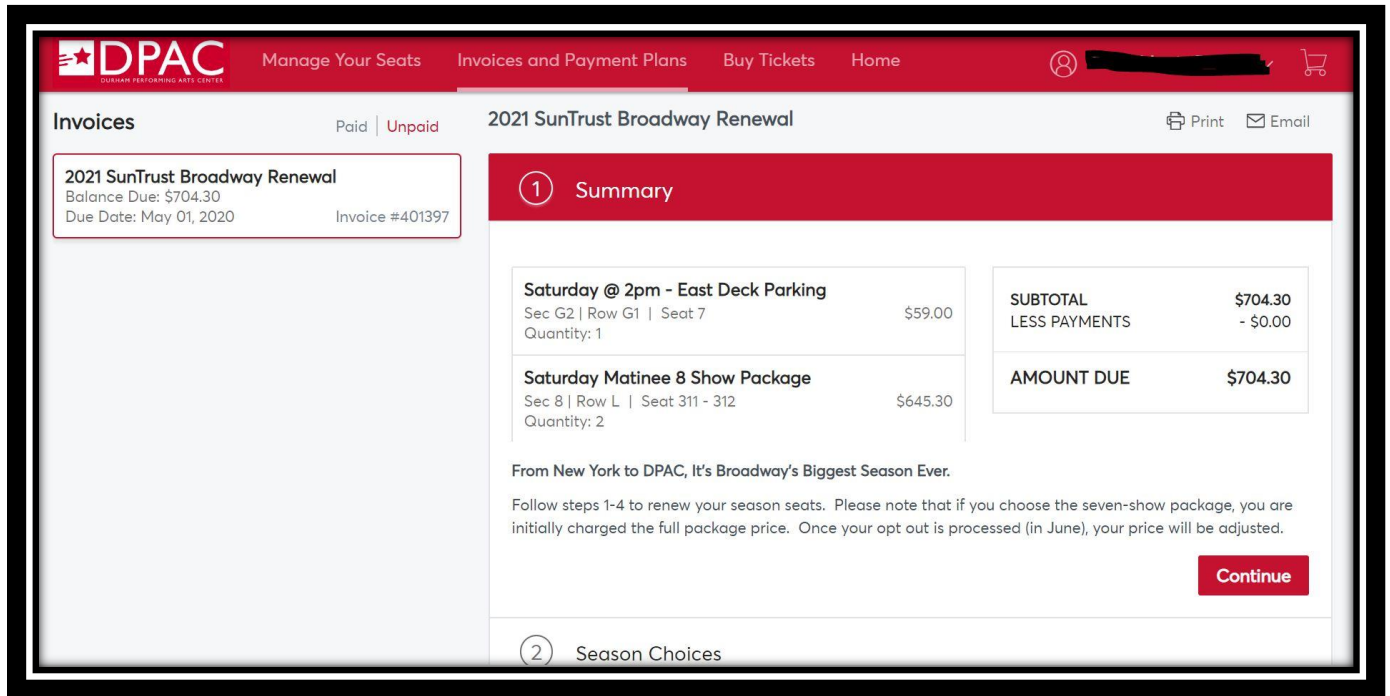 DPAC
DURHAM PERFORMING ARTS CENTER
Manage Your Seats
Invoices and Payment Plans
Buy Tickets
Home
Invoices
Paid | Unpaid
2021 SunTrust Broadway Renewal
Balance Due: $704.30
Due Date: May 01, 2020
Invoice #401397
2021 SunTrust Broadway Renewal
Print
Email
1 Summary
Saturday @ 2pm - East Deck Parking
Sec G2 | Row G1 | Seat 7
$59.00
Quantity: 1
Saturday Matinee 8 Show Package
Sec 8 | Row L | Seat 311 - 312
$645.30
Quantity: 2
SUBTOTAL $704.30
LESS PAYMENTS - $0.00
AMOUNT DUE $704.30
From New York to DPAC, It's Broadway's Biggest Season Ever.
Follow steps 1-4 to renew your season seats. Please note that if you choose the seven-show package, you are
initially charged the full package price. Once your opt out is processed (in June), your price will be adjusted.
Continue
2 Season Choices